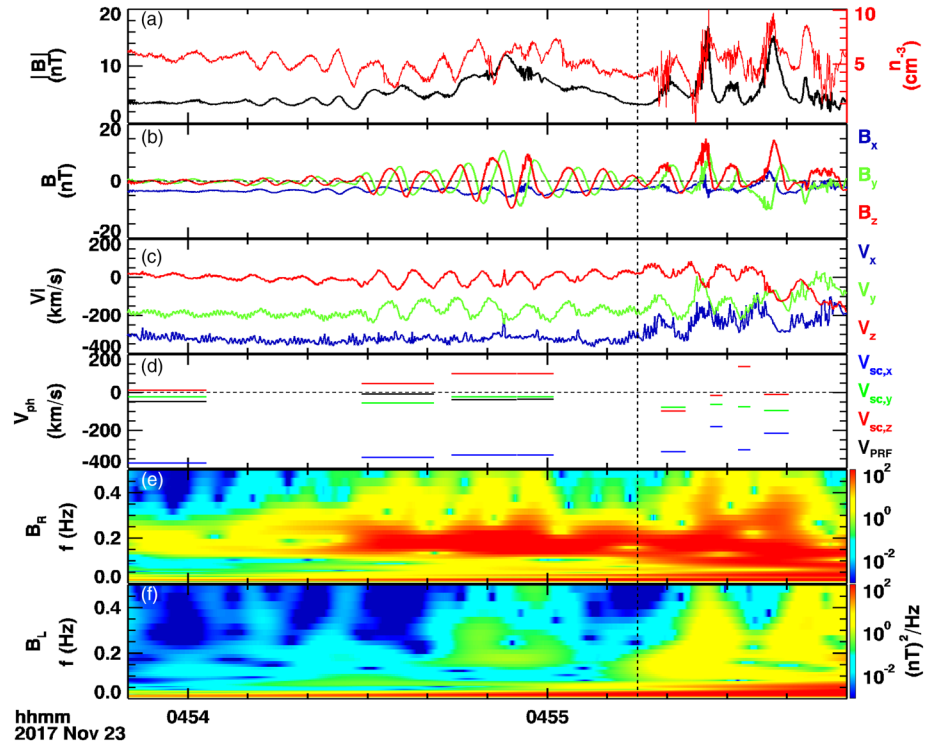 (a)
20
10
0
|B|
(nT)
10
5
0
n-3
(cm-3)
(b)
20
0
-20
B
(nT)
Bx
By
Bz
(c)
200
0
-200
-400
Vi
(km/s)
Vx
Vy
Vz
(d)
200
0
-200
-400
Vph
(km/s)
Vsc,x
Vsc,y
Vsc,z
VPRF
(e)
0.4
0.2
0.0
BR
f (Hz)
10²
10⁰
10⁻²
(f)
0.4
0.2
0.0
BL
f (Hz)
10²
10⁰
10⁻²
(nT)²/Hz
hhmm 0454 0455
2017 Nov 23